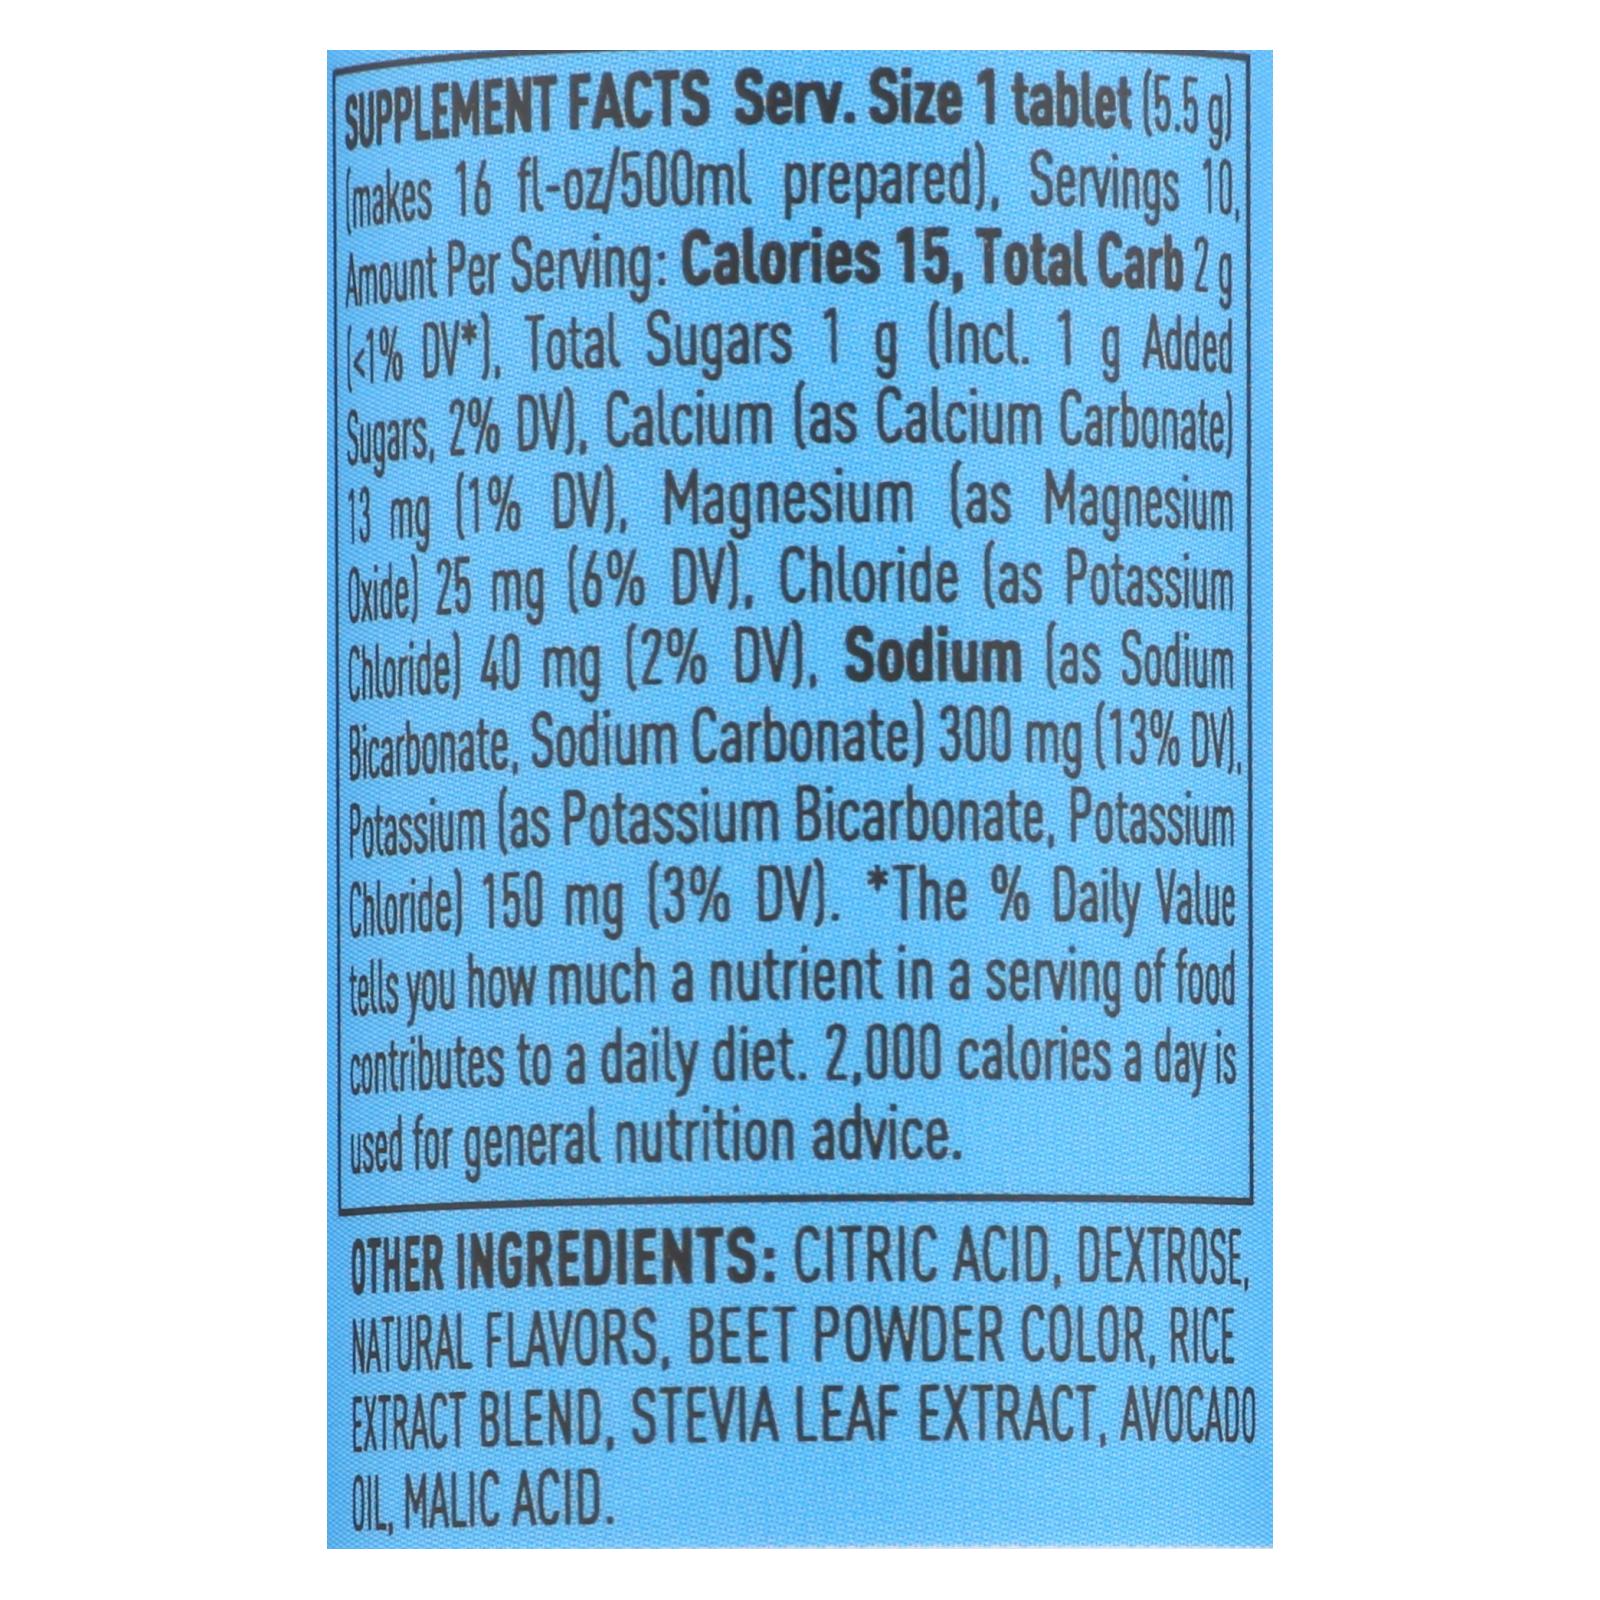 SUPPLEMENT FACTS Serv. Size 1 tablet (5.5 g)
(makes 16 fl-oz/500ml prepared), Servings 10,
Amount Per Serving: Calories 15, Total Carb 2 g
(<1% DV*), Total Sugars 1 g (Incl. 1 g Added
Sugars, 2% DV), Calcium (as Calcium Carbonate)
13 mg (1% DV), Magnesium (as Magnesium
Oxide) 25 mg (6% DV), Chloride (as Potassium
Chloride) 40 mg (2% DV), Sodium (as Sodium
Bicarbonate, Sodium Carbonate) 300 mg (13% DV),
Potassium (as Potassium Bicarbonate, Potassium
Chloride) 150 mg (3% DV). *The % Daily Value
tells you how much a nutrient in a serving of food
contributes to a daily diet. 2,000 calories a day is
used for general nutrition advice.
OTHER INGREDIENTS: CITRIC ACID, DEXTROSE,
NATURAL FLAVORS, BEET POWDER COLOR, RICE
EXTRACT BLEND, STEVIA LEAF EXTRACT, AVOCADO
OIL, MALIC ACID.